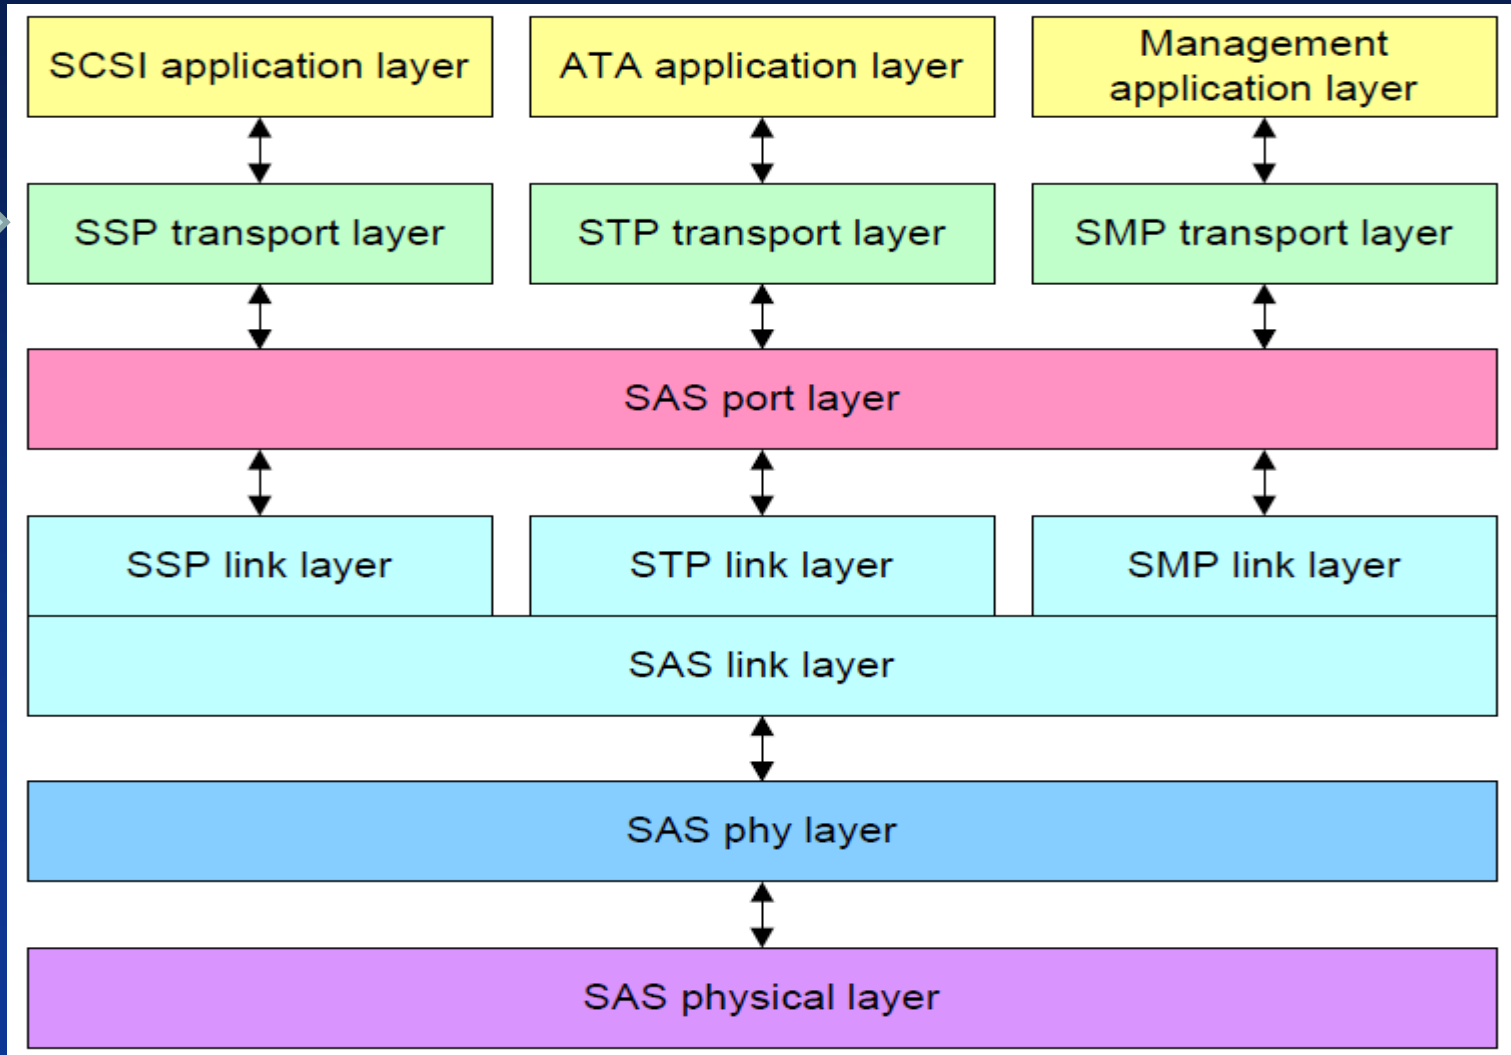 SCSI application layer
ATA application layer
Management
application layer
SSP transport layer
STP transport layer
SMP transport layer
SAS port layer
SSP link layer
STP link layer
SMP link layer
SAS link layer
SAS phy layer
SAS physical layer